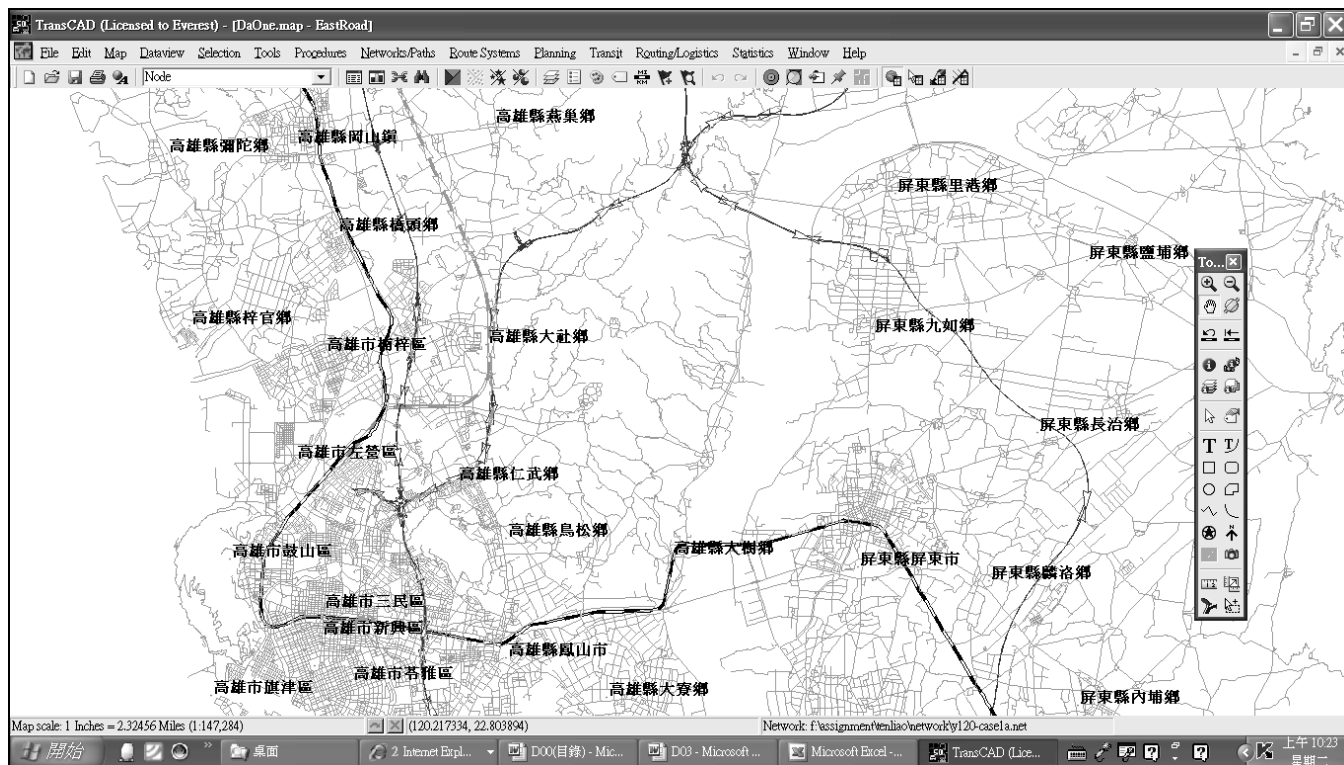 TransCAD (Licensed to Everest) - [DaOne.map - EastRoad]
File Edit Map Dataview Selection Tools Procedures Networks/Paths Route Systems Planning Transit Routing/Logistics Statistics Window Help
Node
高雄縣燕巢鄉
高雄縣彌陀鄉
高雄縣岡山鎮
屏東縣里港鄉
高雄縣橋頭鄉
屏東縣鹽埔鄉
To...
高雄縣梓官鄉
屏東縣九如鄉
高雄市楠梓區
高雄縣大社鄉
屏東縣長治鄉
高雄市左營區
高雄縣仁武鄉
高雄縣鳥松鄉
高雄市鼓山區
高雄縣大樹鄉
屏東縣屏東市
屏東縣麟洛鄉
高雄市三民區
高雄市新興區
高雄縣鳳山市
高雄市苓雅區
高雄市旗津區
高雄縣大寮鄉
屏東縣內埔鄉
Map scale: 1 Inches = 2.32456 Miles (1:147,284)
(120.217334, 22.803894)
Network: f:\assignment\tenliao\network\y120-case1a.net
開始
桌面
2 Internet Expl...
D00(目錄) - Mic...
D03 - Microsoft ...
Microsoft Excel -...
TransCAD (Lice...
上午 10:23
星期二